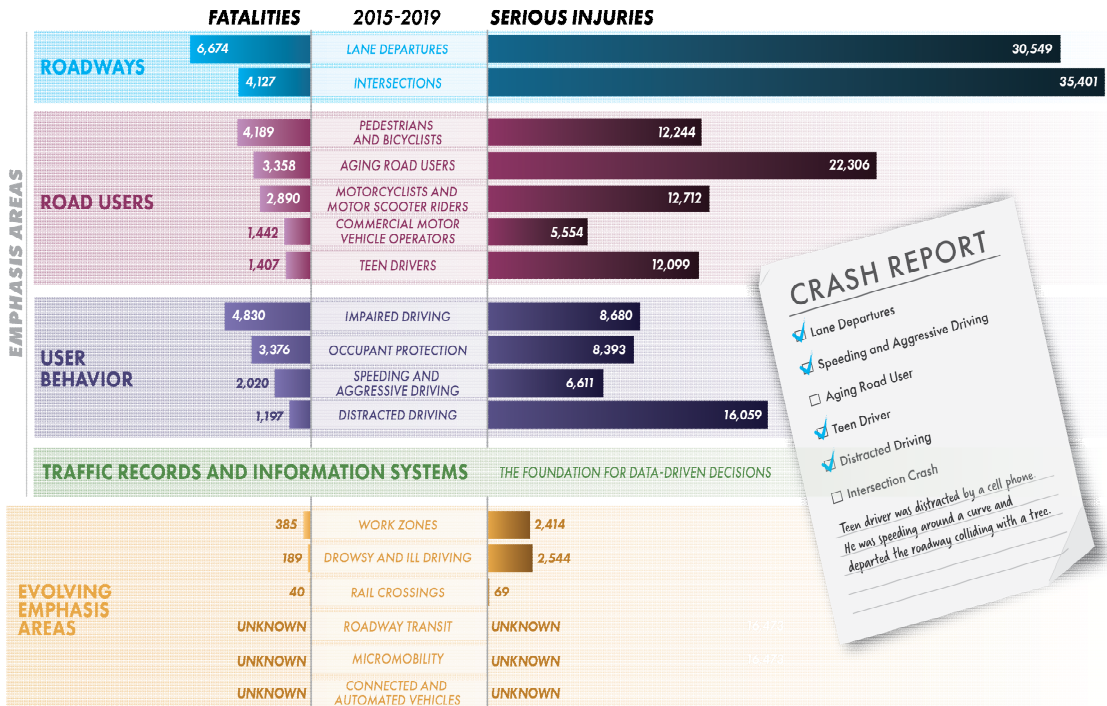 FATALITIES 2015-2019 SERIOUS INJURIES
EMPHASIS AREAS
ROADWAYS
6,674 LANE DEPARTURES 30,549
4,127 INTERSECTIONS 35,401
ROAD USERS
4,189 PEDESTRIANS
AND BICYCLISTS 12,244
3,358 AGING ROAD USERS 22,306
2,890 MOTORCYCLISTS AND
MOTOR SCOOTER RIDERS 12,712
1,442 COMMERCIAL MOTOR
VEHICLE OPERATORS 5,554
1,407 TEEN DRIVERS 12,099
USER
BEHAVIOR
4,830 IMPAIRED DRIVING 8,680
3,376 OCCUPANT PROTECTION 8,393
2,020 SPEEDING AND
AGGRESSIVE DRIVING 6,611
1,197 DISTRACTED DRIVING 16,059
TRAFFIC RECORDS AND INFORMATION SYSTEMS THE FOUNDATION FOR DATA-DRIVEN DECISIONS
EVOLVING
EMPHASIS
AREAS
385 WORK ZONES 2,414
189 DROWSY AND ILL DRIVING 2,544
40 RAIL CROSSINGS 69
UNKNOWN ROADWAY TRANSIT UNKNOWN
UNKNOWN MICROMOBILITY UNKNOWN
UNKNOWN CONNECTED AND
AUTOMATED VEHICLES UNKNOWN
CRASH REPORT
Lane Departures
Speeding and Aggressive Driving
Aging Road User
Teen Driver
Distracted Driving
Intersection Crash
Teen driver was distracted by a cell phone.
He was speeding around a curve and
departed the roadway colliding with a tree.